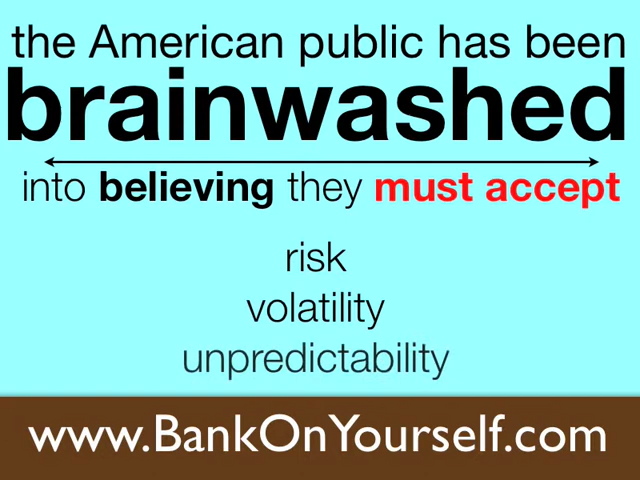 the American public has been
brainwashed
into believing they must accept
risk
volatility
unpredictability
www.BankOnYourself.com